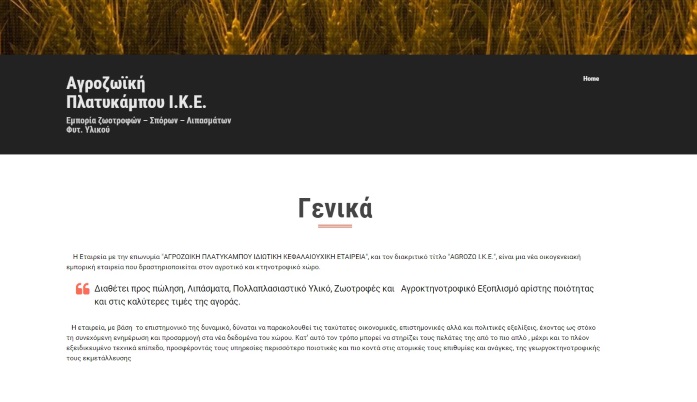 Αγροζωϊκή
Πλατυκάμπου Ι.Κ.Ε.
Εμπορία ζωοτροφών – Σπόρων – Λιπασμάτων
Φυτ. Υλικού
Home
Γενικά
Η Εταιρεία με την επωνυμία "ΑΓΡΟΖΩΙΚΗ ΠΛΑΤΥΚΑΜΠΟΥ ΙΔΙΩΤΙΚΗ ΚΕΦΑΛΑΙΟΥΧΙΚΗ ΕΤΑΙΡΕΙΑ", και τον διακριτικό τίτλο "AGROZO Ι.Κ.Ε.", είναι μια νέα οικογενειακή
εμπορική εταιρεία που δραστηριοποιείται στον αγροτικό και κτηνοτροφικό χώρο.
Διαθέτει προς πώληση, Λιπάσματα, Πολλαπλασιαστικό Υλικό, Ζωοτροφές και Αγροκτηνοτροφικό Εξοπλισμό αρίστης ποιότητας
και στις καλύτερες τιμές της αγοράς.
Η εταιρεία, με βάση το επιστημονικό της δυναμικό, δύναται να παρακολουθεί τις ταχύτατες οικονομικές, επιστημονικές αλλά και πολιτικές εξελίξεις, έχοντας ως στόχο
τη συνεχόμενη ενημέρωση και προσαρμογή στα νέα δεδομένα του χώρου. Κατ' αυτό τον τρόπο μπορεί να στηρίζει τους πελάτες της από το πιο απλό , μέχρι και το πλέον
εξειδικευμένο τεχνικά επίπεδο, προσφέροντάς τους υπηρεσίες περισσότερο ποιοτικές και πιο κοντά στις ατομικές τους επιθυμίες και ανάγκες, της γεωργοκτηνοτροφικής
τους εκμετάλλευσης